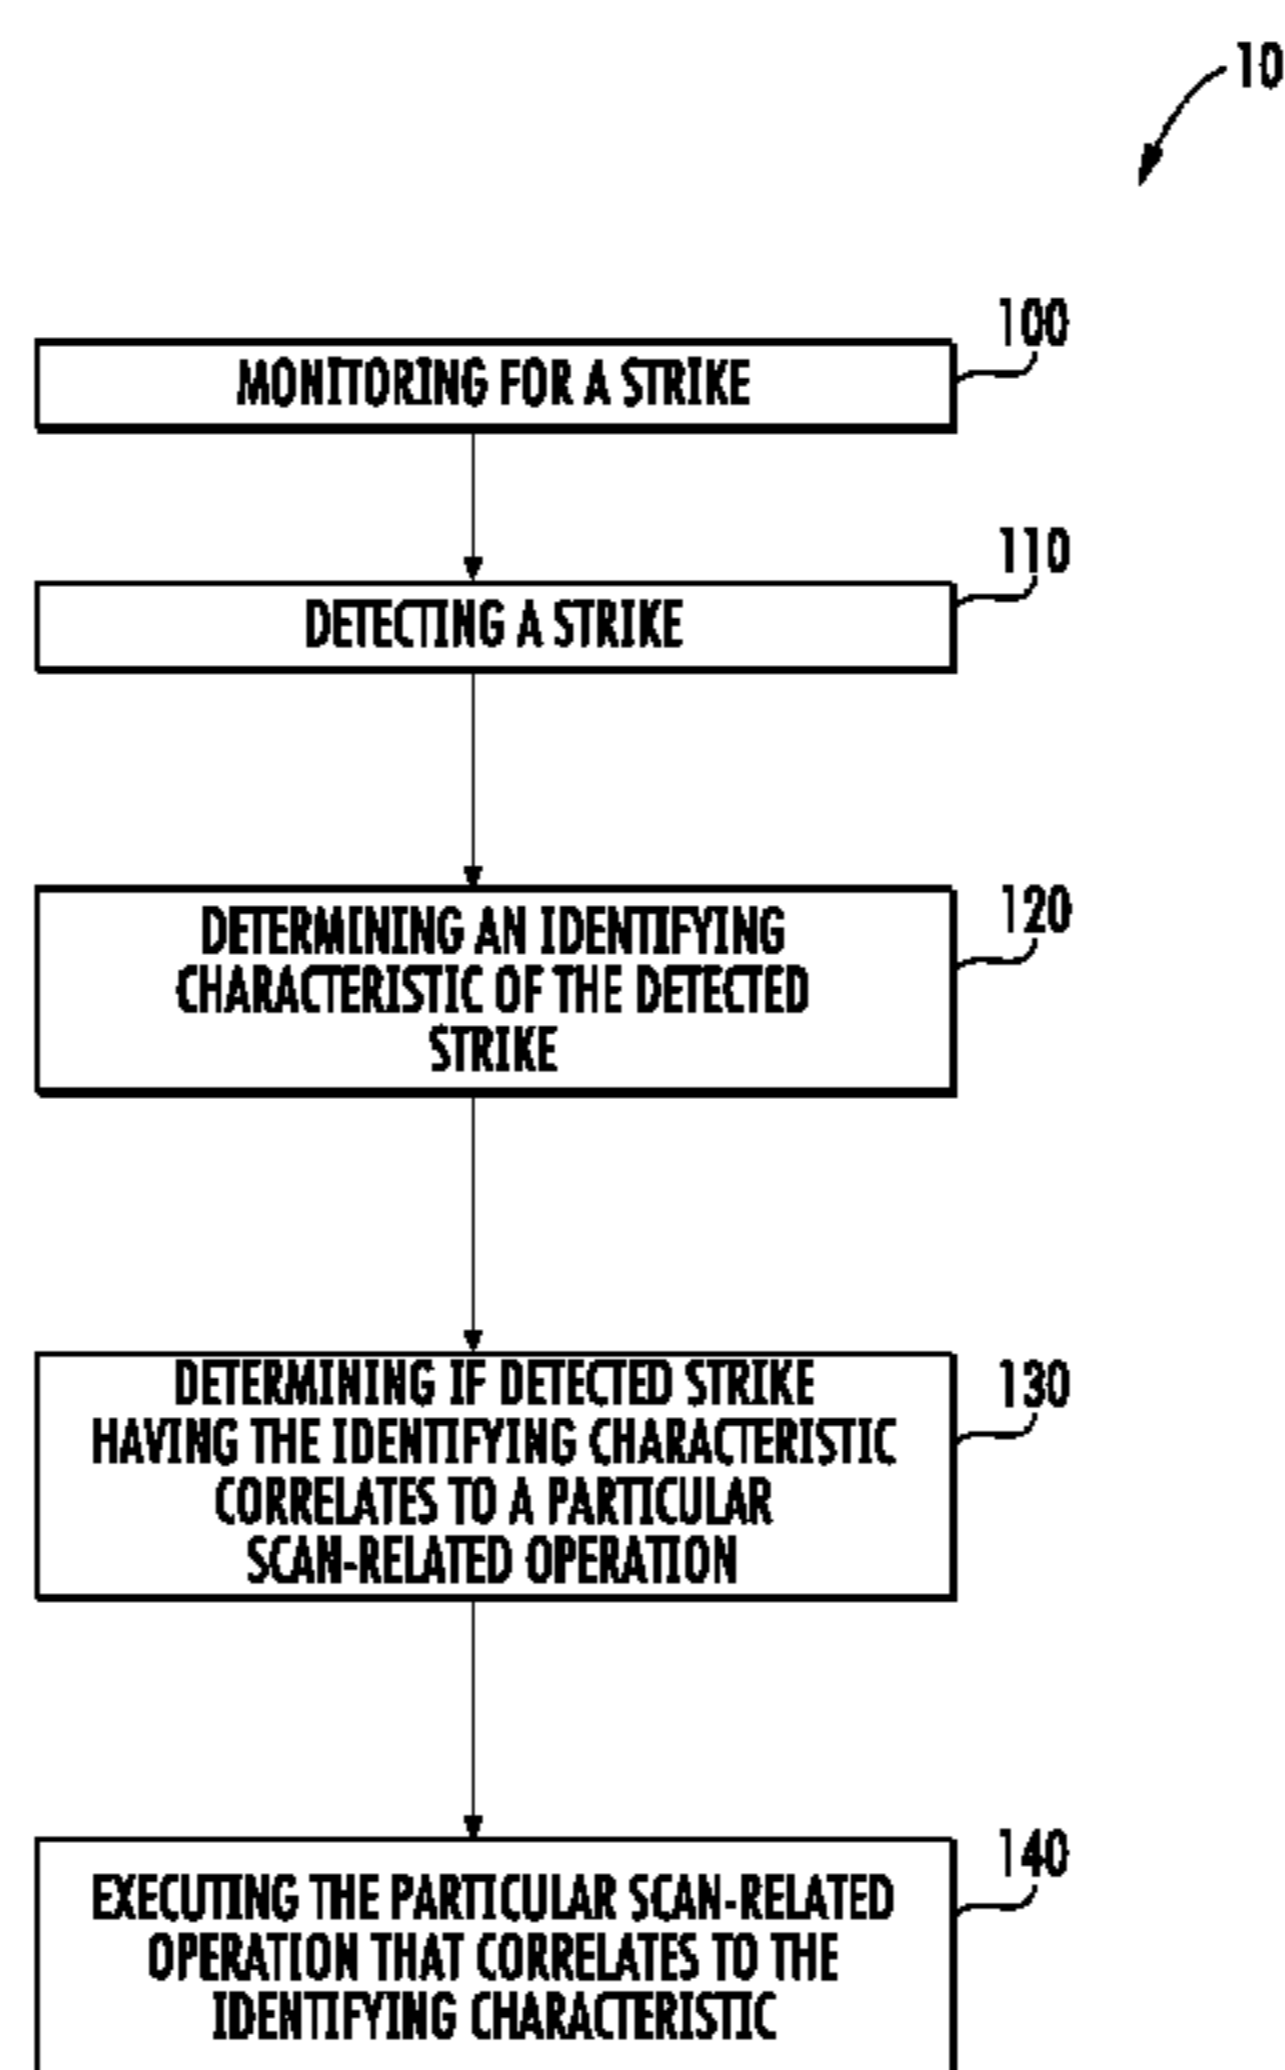 10
100
MONITORING FOR A STRIKE
110
DETECTING A STRIKE
120
DETERMINING AN IDENTIFYING
CHARACTERISTIC OF THE DETECTED
STRIKE
130
DETERMINING IF DETECTED STRIKE
HAVING THE IDENTIFYING CHARACTERISTIC
CORRELATES TO A PARTICULAR
SCAN-RELATED OPERATION
140
EXECUTING THE PARTICULAR SCAN-RELATED
OPERATION THAT CORRELATES TO THE
IDENTIFYING CHARACTERISTIC